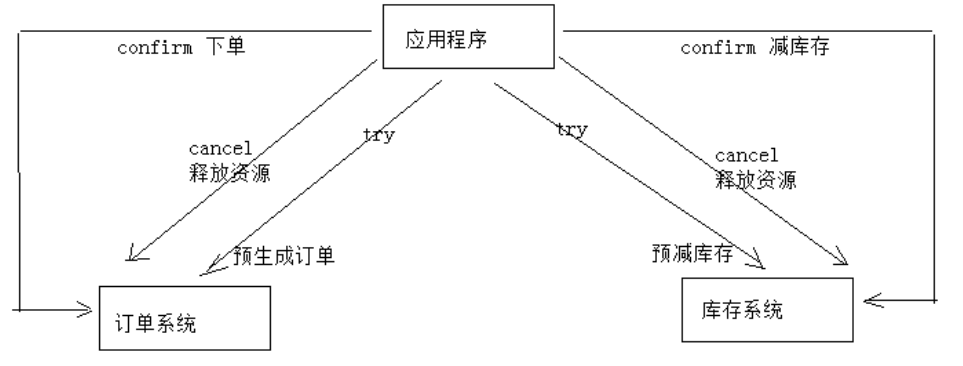 应用程序
confirm 下单
confirm 减库存
try
try
cancel
释放资源
cancel
释放资源
预生成订单
预减库存
订单系统
库存系统